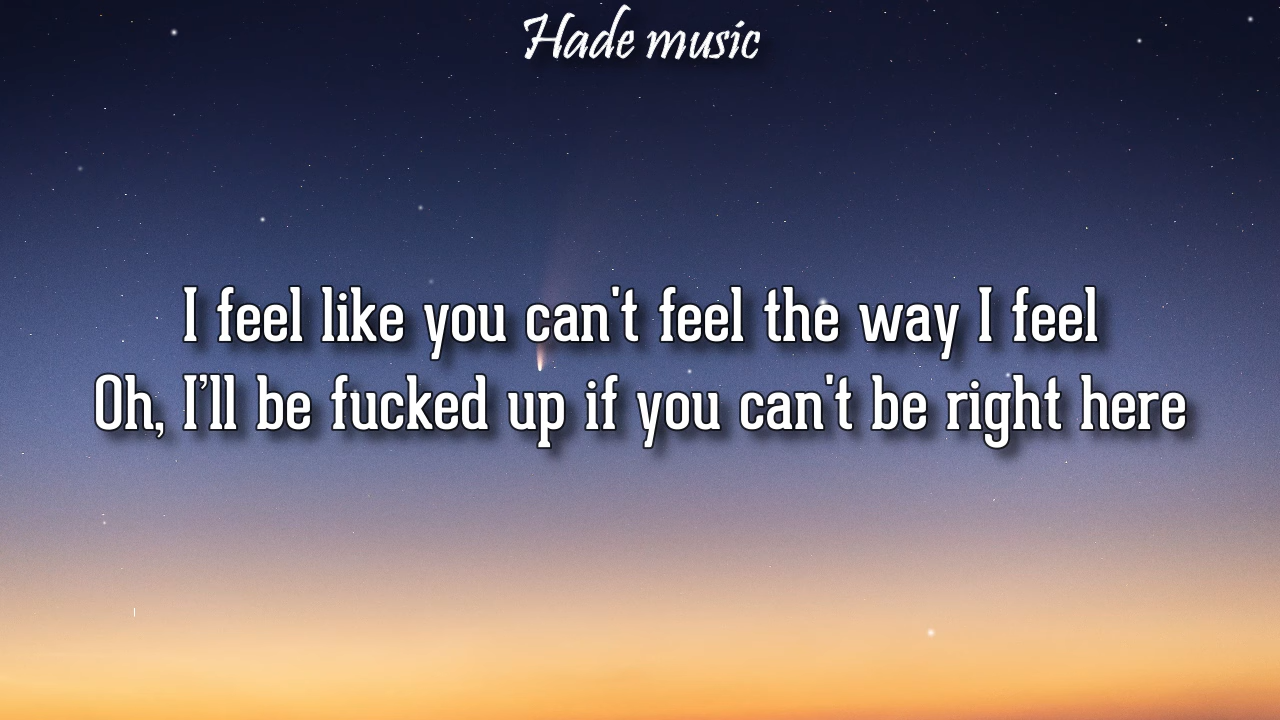 Hade music
I feel like you can't feel the way I feel
Oh, I’ll be fucked up if you can't be right here